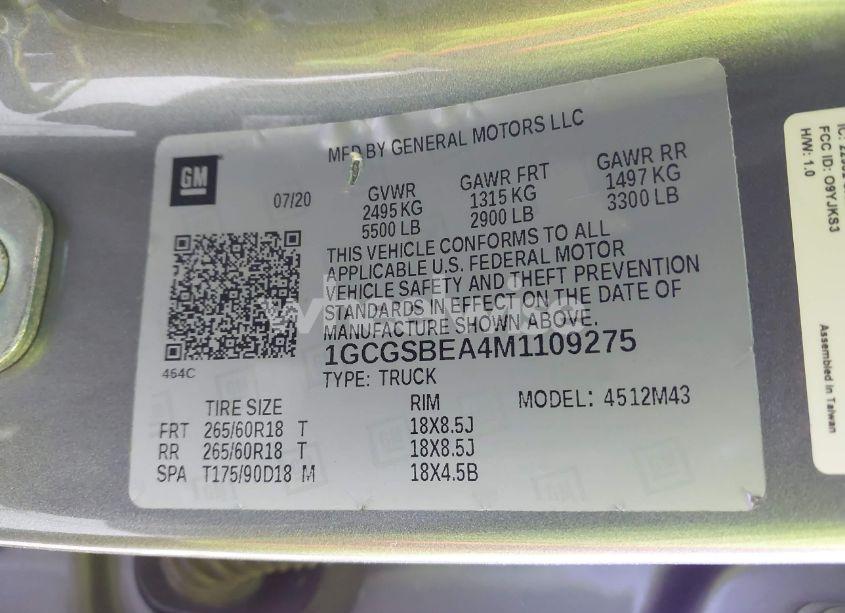 MFD BY GENERAL MOTORS LLC
GM
07/20
GVWR GAWR FRT GAWR RR
2495 KG 1315 KG 1497 KG
5500 LB 2900 LB 3300 LB
THIS VEHICLE CONFORMS TO ALL
APPLICABLE U.S. FEDERAL MOTOR
VEHICLE SAFETY AND THEFT PREVENTION
STANDARDS IN EFFECT ON THE DATE OF
MANUFACTURE SHOWN ABOVE.
464C
1GCGSBEA4M1109275
TYPE: TRUCK
MODEL: 4512M43
TIRE SIZE RIM
FRT 265/60R18 T 18X8.5J
RR 265/60R18 T 18X8.5J
SPA T175/90D18 M 18X4.5B
FCC ID: O9YJKS3
H/W: 1.0
Assembled in Taiwan